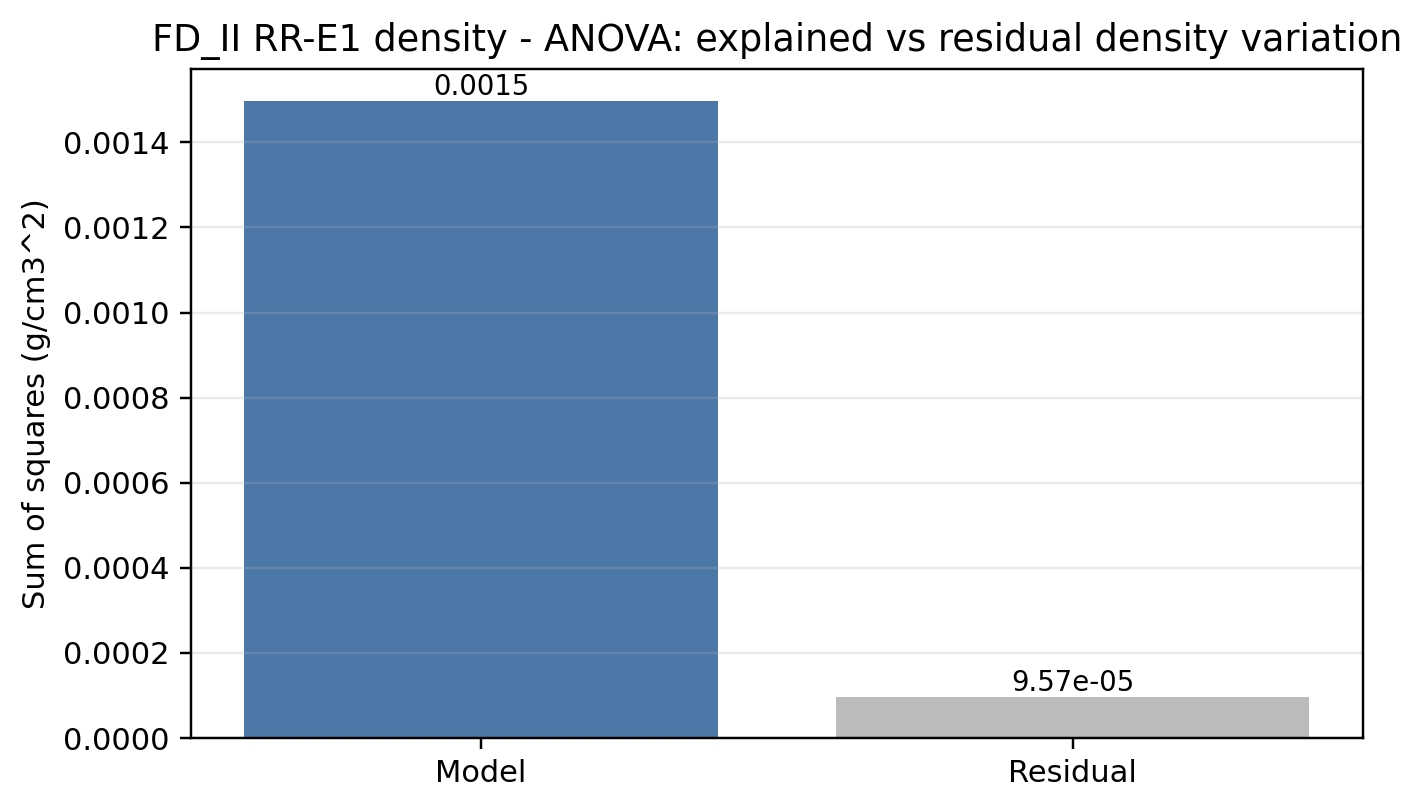 FD_II RR-E1 density - ANOVA: explained vs residual density variation
0.0015
0.0014
0.0012
0.0010
0.0008
0.0006
0.0004
0.0002
0.0000
Sum of squares (g/cm3^2)
9.57e-05
Model
Residual